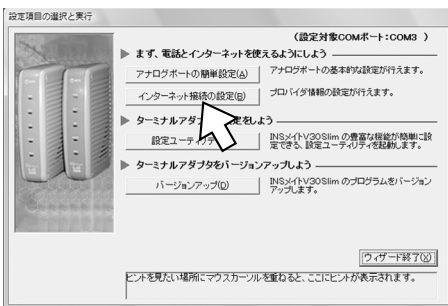 設定項目の選択と実行
(設定対象COMポート:COM3 )
まず、電話とインターネットを使えるようにしよう
アナログポートの簡単設定(A)
アナログポートの基本的な設定が行えます。
インターネット接続の設定(B)
プロバイダ情報の設定が行えます。
ターミナルアダプ 定をしよう
設定ユーティリテ
INSメイトV30Slim の豊富な機能が簡単に設
定できる、設定ユーティリティを起動します。
ターミナルアダプタをバージョンアップしよう
バージョンアップ(D)
INSメイトV30Slim のプログラムをバージョン
アップします。
ウィザード終了(X)
ヒントを見たい場所にマウスカーソルを重ねると、ここにヒントが表示されます。